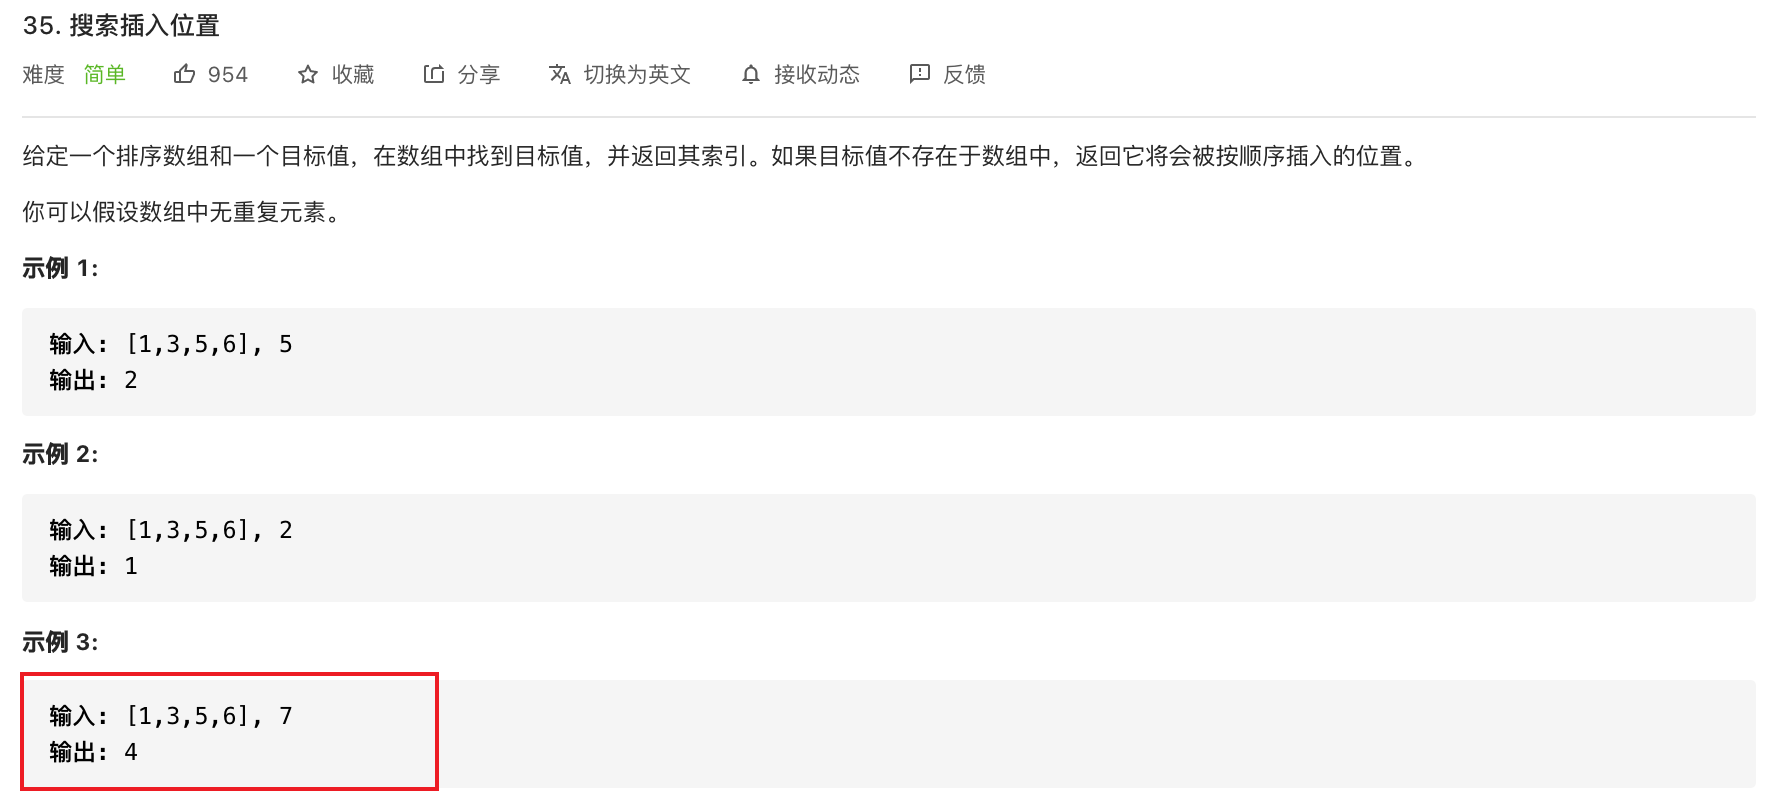 35. 搜索插入位置
难度 简单 954 收藏 分享 切换为英文 接收动态 反馈
给定一个排序数组和一个目标值，在数组中找到目标值，并返回其索引。如果目标值不存在于数组中，返回它将会被按顺序插入的位置。
你可以假设数组中无重复元素。
示例 1:
输入: [1,3,5,6], 5
输出: 2
示例 2:
输入: [1,3,5,6], 2
输出: 1
示例 3:
输入: [1,3,5,6], 7
输出: 4